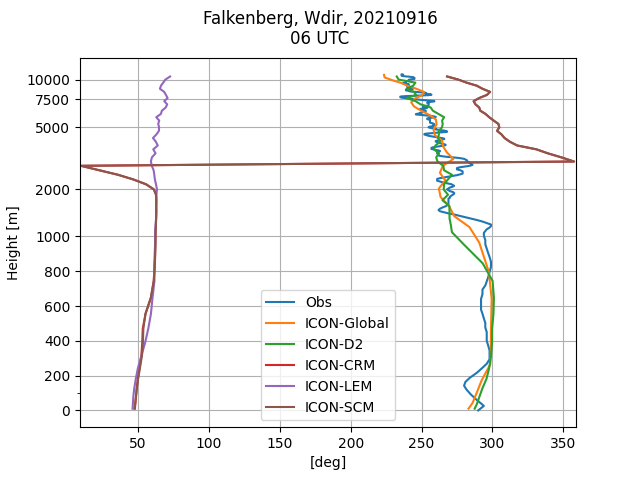 Falkenberg, Wdir, 20210916
06 UTC
10000
7500
5000
2000
1000
800
600
400
200
0
Height [m]
Obs
ICON-Global
ICON-D2
ICON-CRM
ICON-LEM
ICON-SCM
50 100 150 200 250 300 350
[deg]